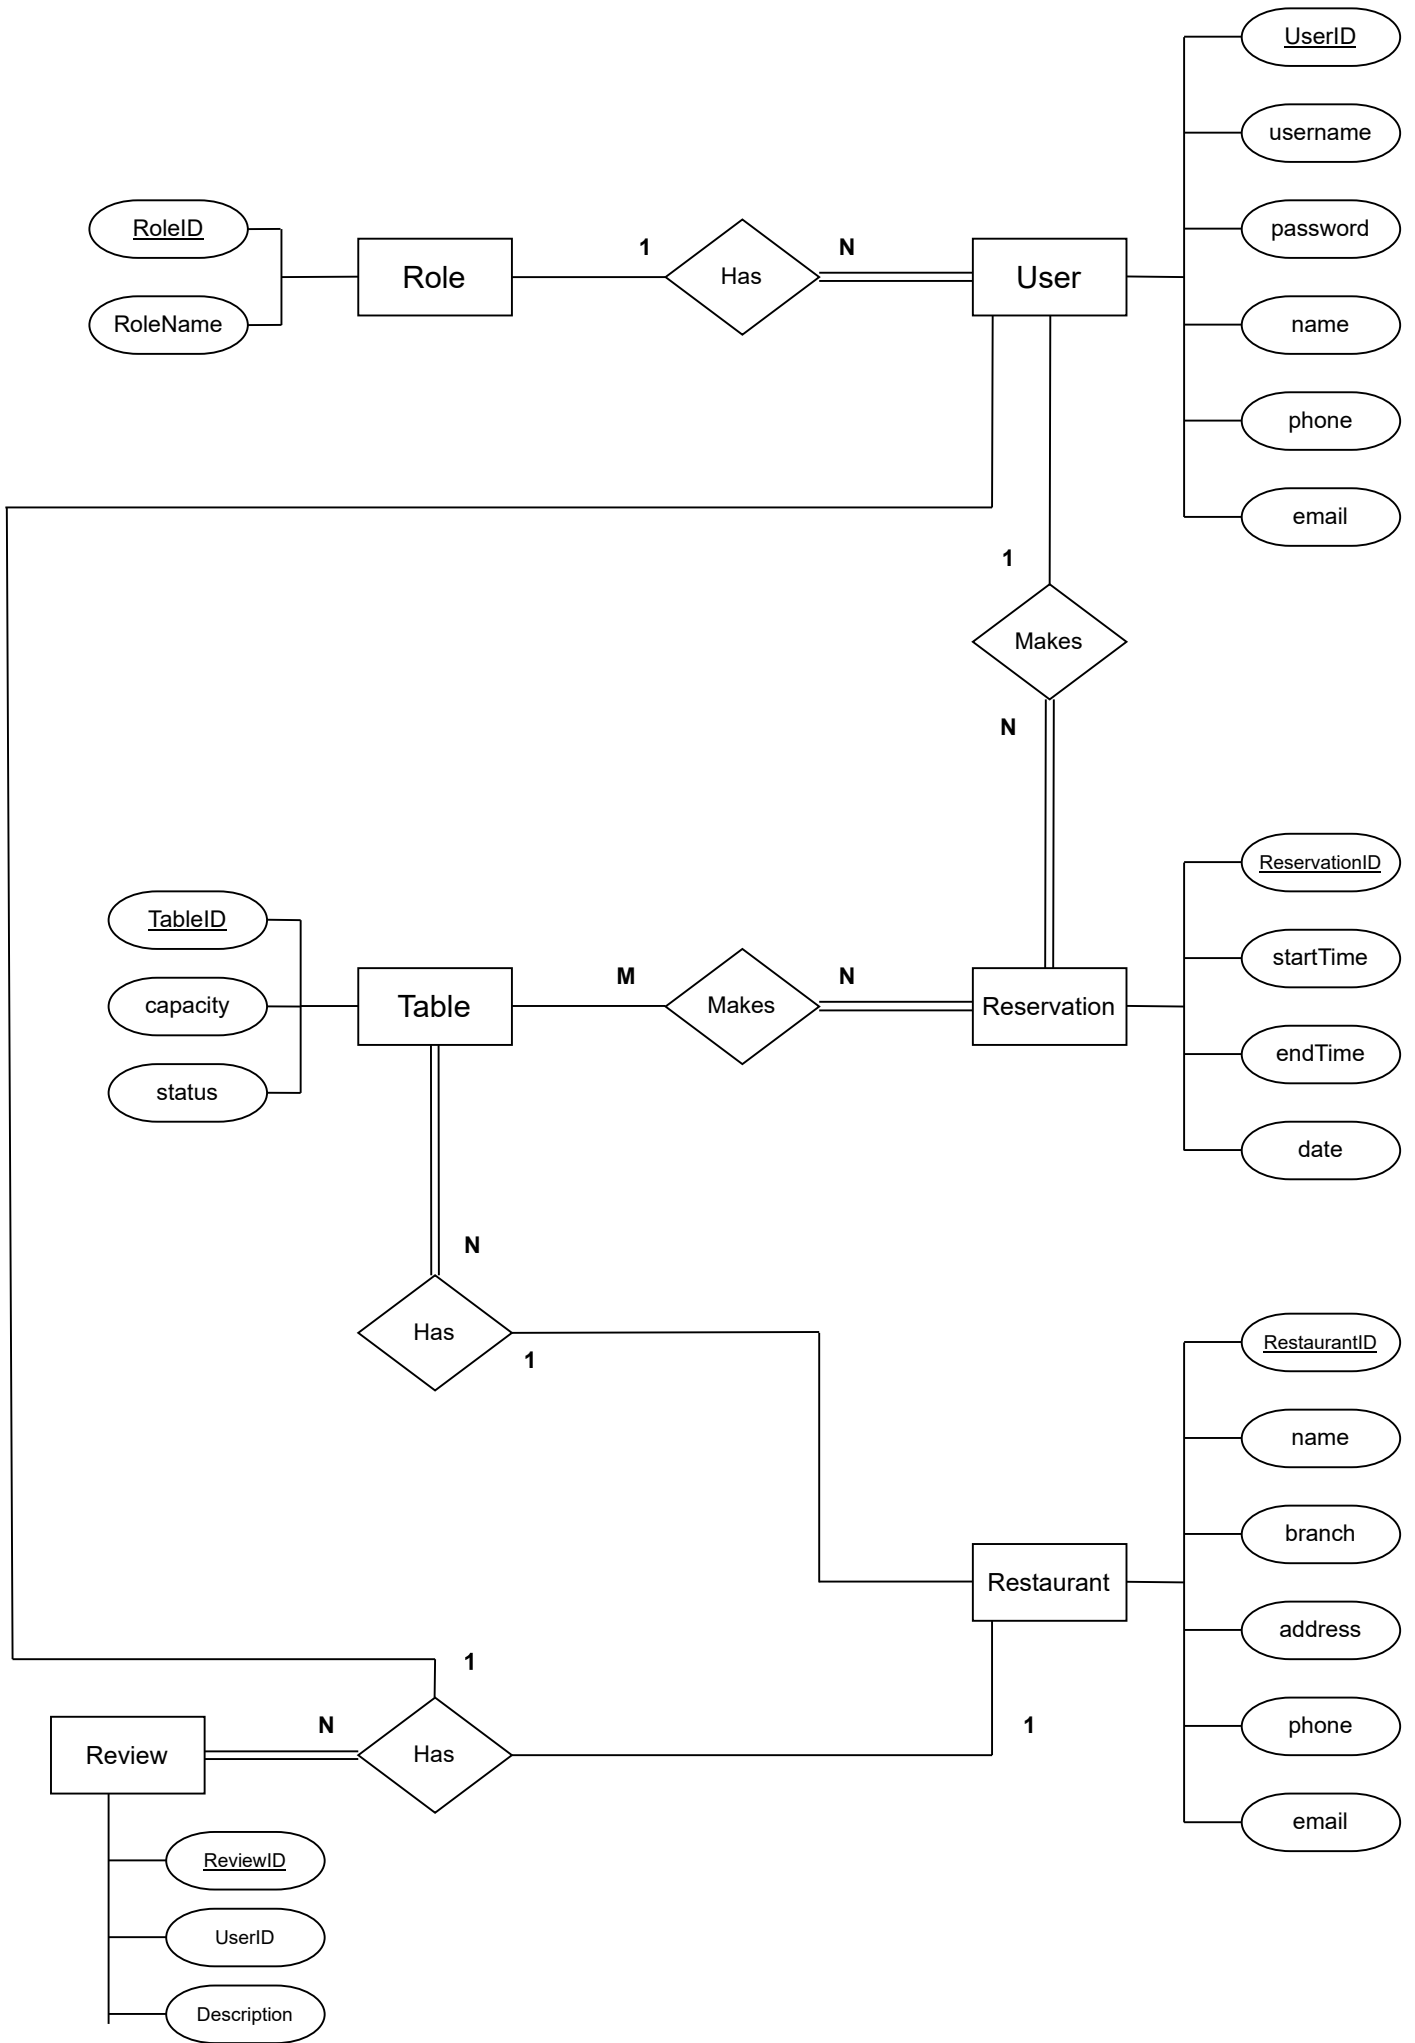 UserID
username
RoleID
password
1
N
Role
Has
User
RoleName
name
phone
email
1
Makes
N
ReservationID
TableID
startTime
M
N
capacity
Table
Makes
Reservation
endTime
status
date
N
Has
1
RestaurantID
name
branch
Restaurant
address
1
N
1
phone
Review
Has
email
ReviewID
UserID
Description